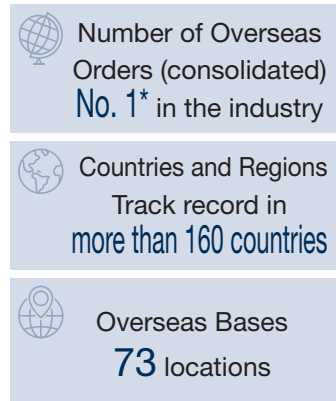 Number of Overseas
Orders (consolidated)
No. 1* in the industry
Countries and Regions
Track record in
more than 160 countries
Overseas Bases
73 locations